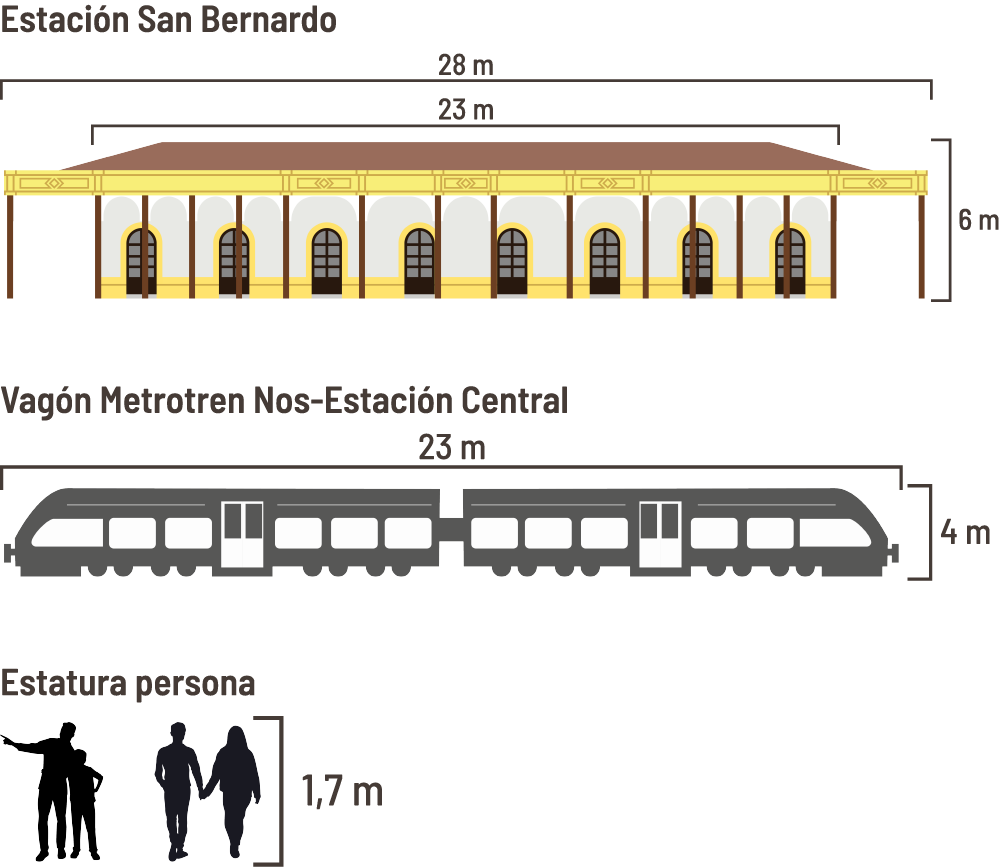 Estación San Bernardo
28 m
23 m
6 m
Vagón Metrotren Nos-Estación Central
23 m
4 m
Estatura persona
1,7 m